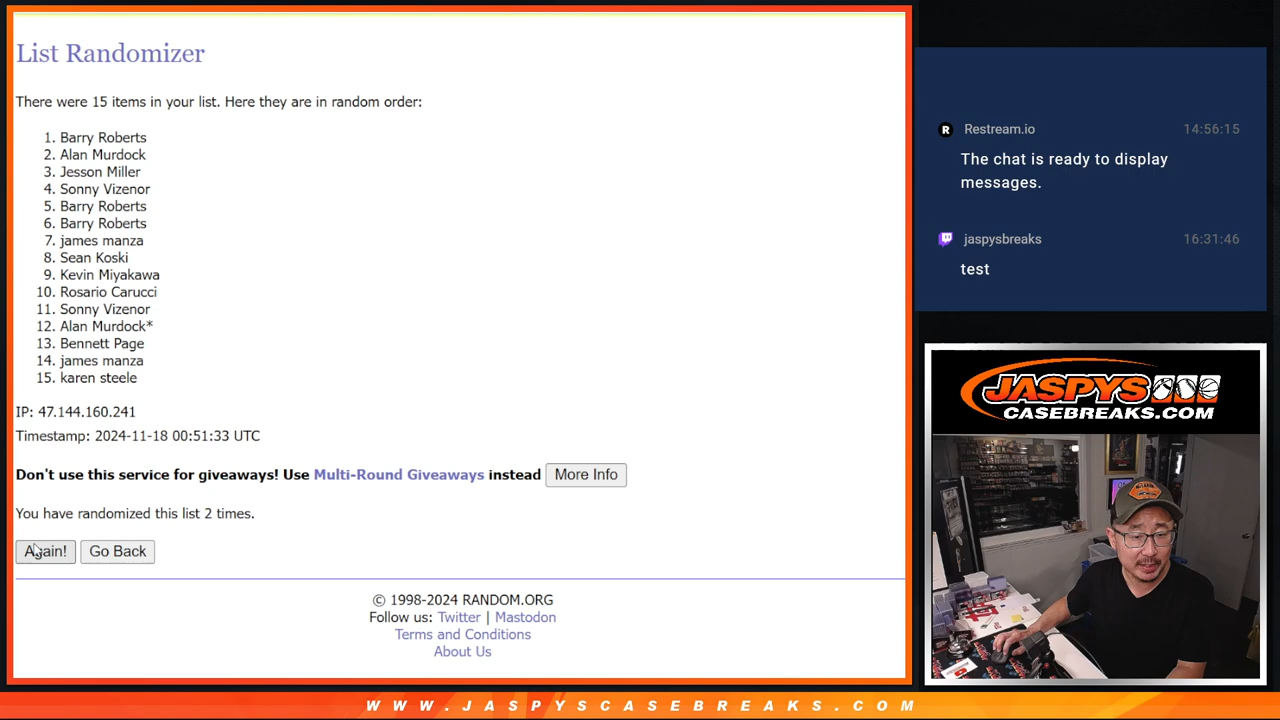 List Randomizer
There were 15 items in your list. Here they are in random order:
1. Barry Roberts
2. Alan Murdock
3. Jesson Miller
4. Sonny Vizenor
5. Barry Roberts
6. Barry Roberts
7. james manza
8. Sean Koski
9. Kevin Miyakawa
10. Rosario Carucci
11. Sonny Vizenor
12. Alan Murdock*
13. Bennett Page
14. james manza
15. karen steele
IP: 47.144.160.241
Timestamp: 2024-11-18 00:51:33 UTC
Don't use this service for giveaways! Use Multi-Round Giveaways instead More Info
You have randomized this list 2 times.
Again! Go Back
© 1998-2024 RANDOM.ORG
Follow us: Twitter | Mastodon
Terms and Conditions
About Us
R Restream.io 14:56:15
The chat is ready to display
messages.
jaspysbreaks 16:31:46
test
JASPYS
CASEBREAKS.COM
WWW.JASPYSCASEBREAKS.COM